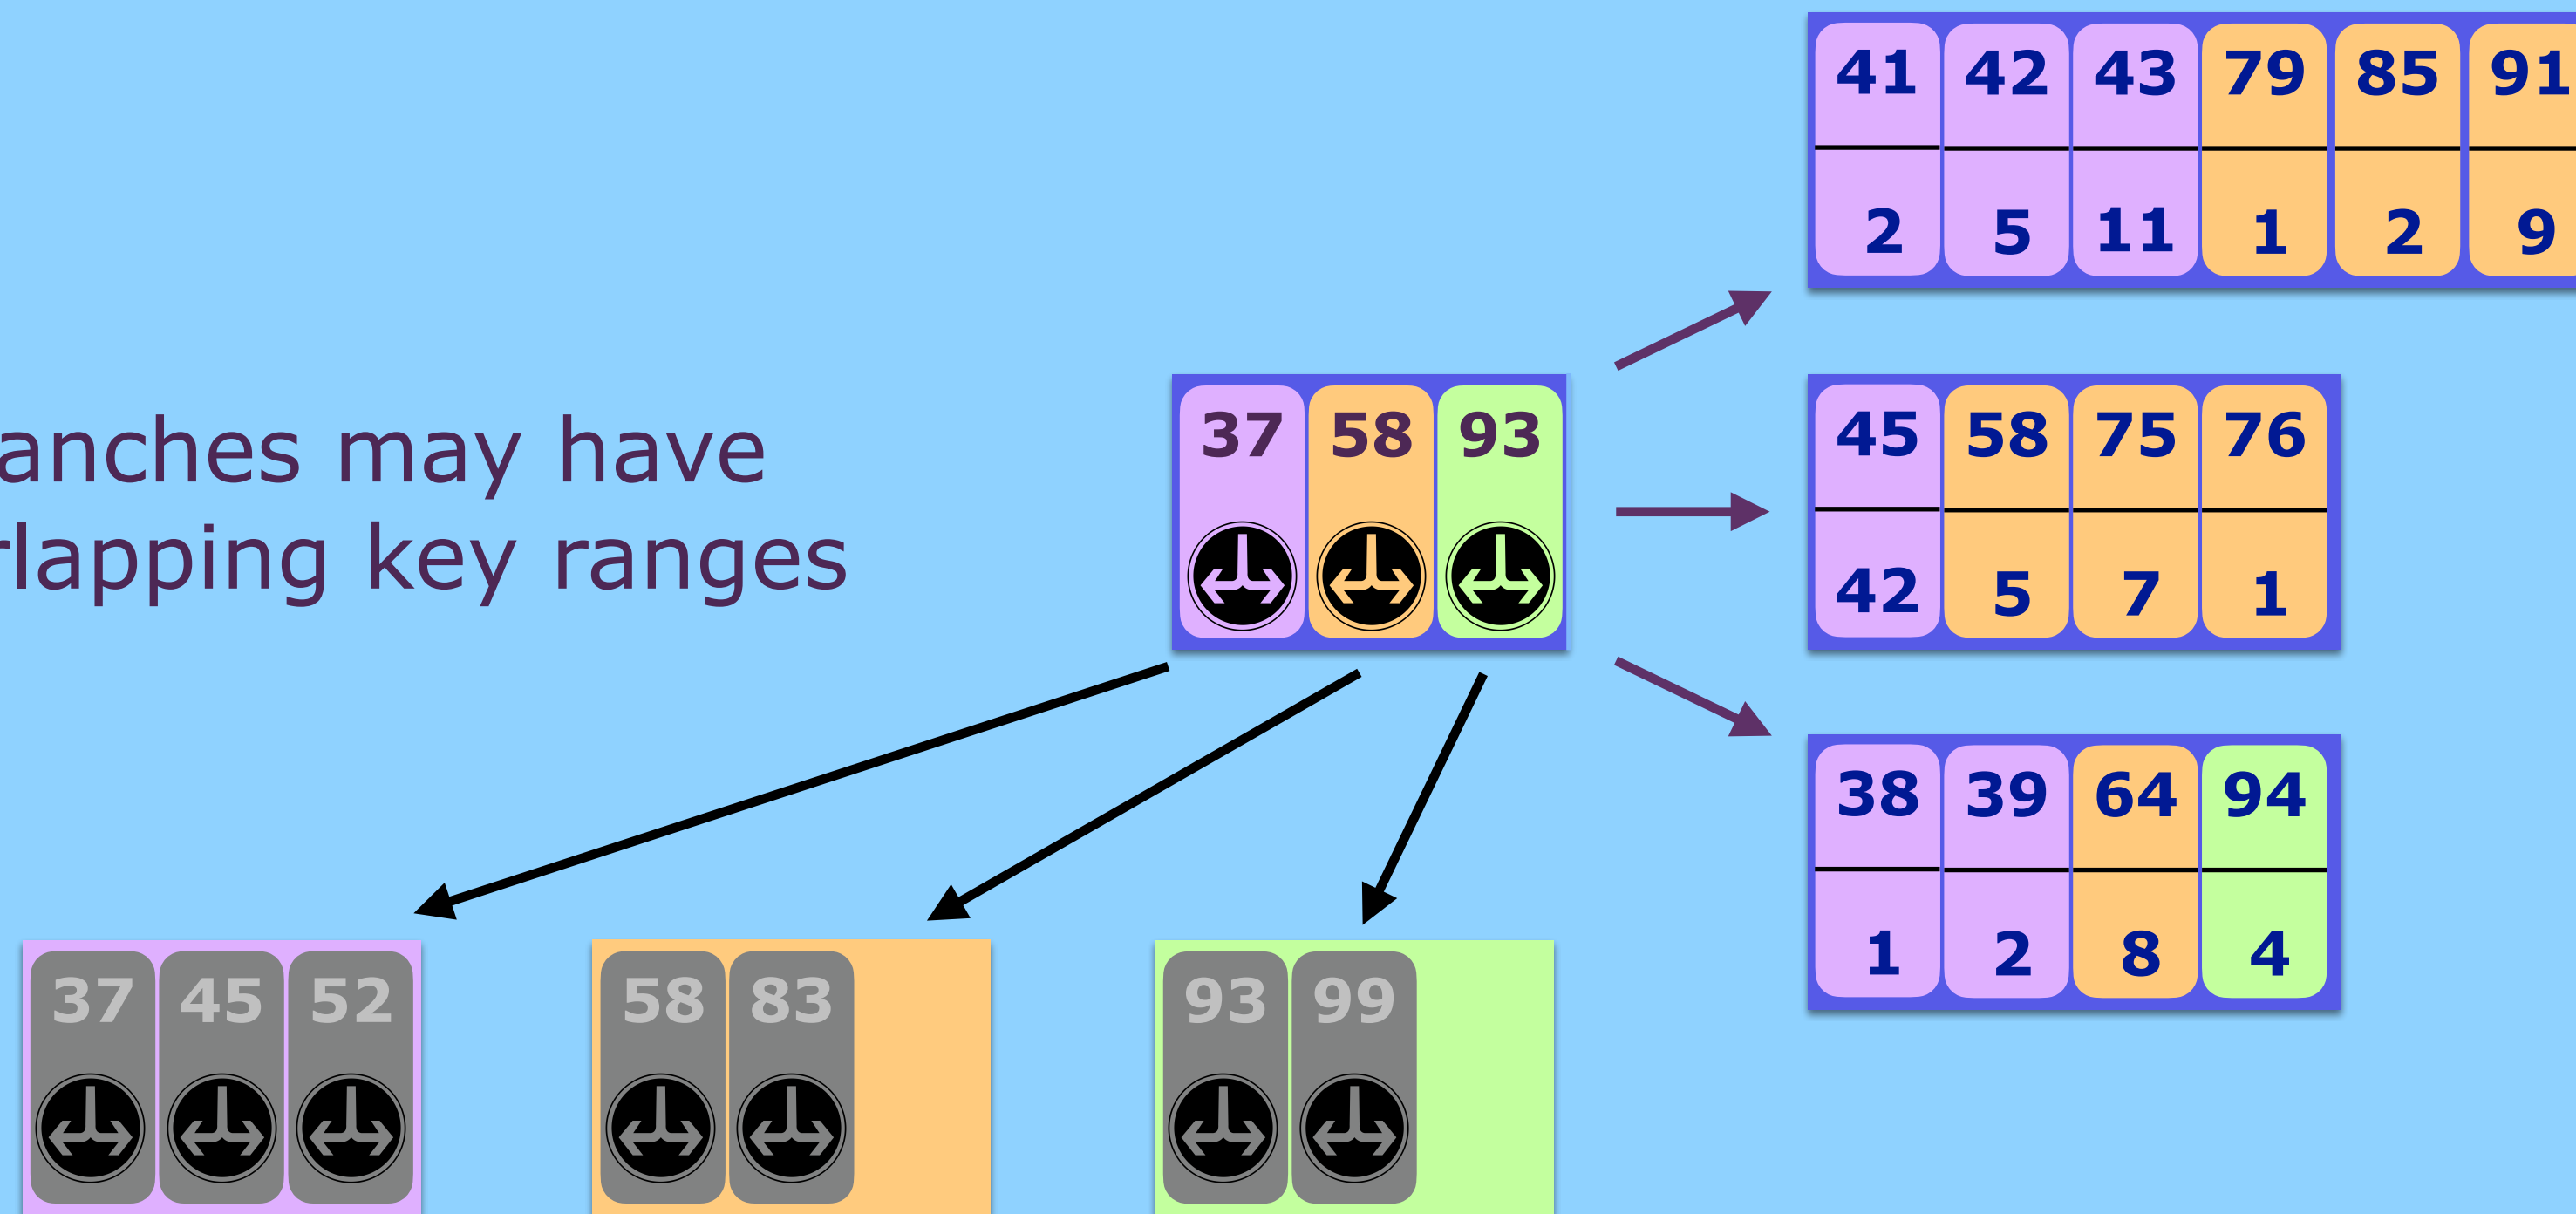 41 42 43 79 85 91
2 5 11 1 2 9
anches may have
rlapping key ranges
37 58 93
45 58 75 76
42 5 7 1
38 39 64 94
1 2 8 4
37 45 52
58 83
93 99